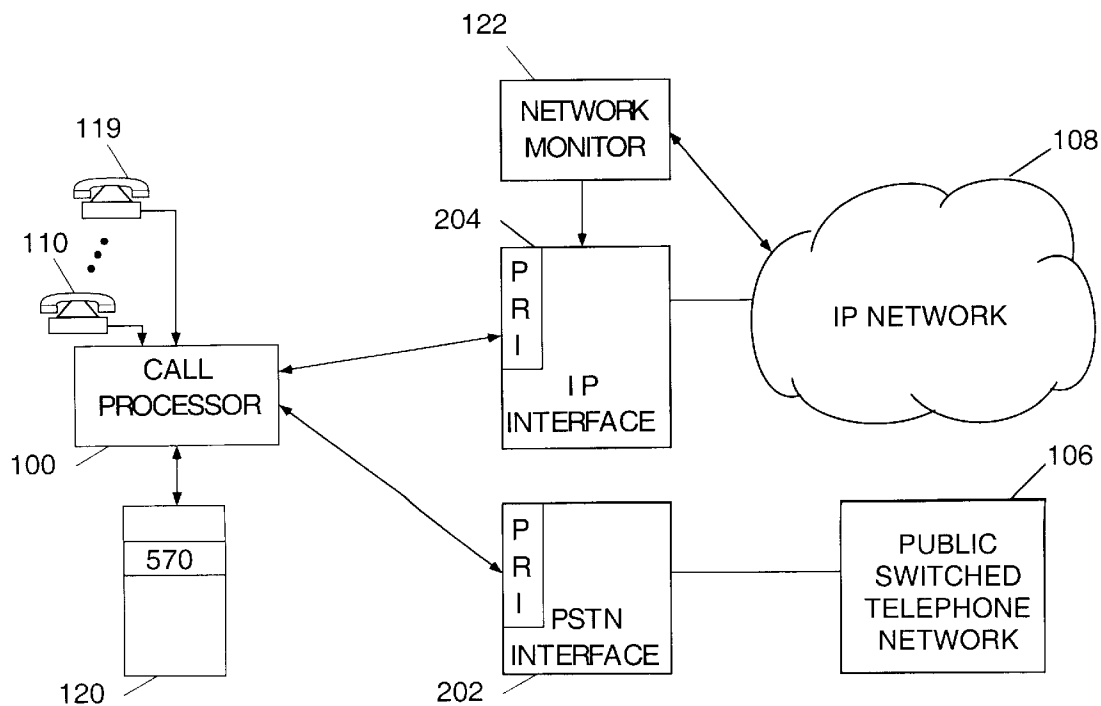 122
NETWORK
MONITOR
119
108
204
110
P
R
I
IP NETWORK
CALL
PROCESSOR
IP
INTERFACE
100
106
570
P
R
I
PUBLIC
SWITCHED
TELEPHONE
NETWORK
PSTN
INTERFACE
120
202